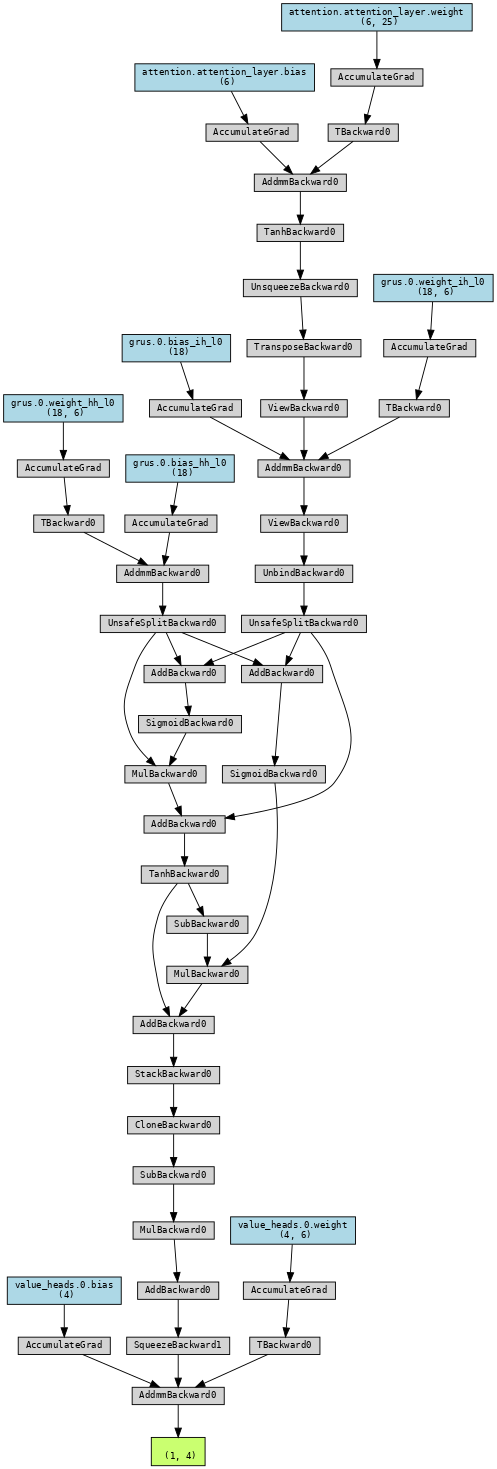 attention.attention_layer.weight
(6, 25)
attention.attention_layer.bias
(6)
AccumulateGrad
AccumulateGrad
TBackward0
AddmmBackward0
TanhBackward0
UnsqueezeBackward0
grus.0.weight_ih_l0
(18, 6)
grus.0.bias_ih_l0
(18)
TransposeBackward0
AccumulateGrad
grus.0.weight_hh_l0
(18, 6)
AccumulateGrad
ViewBackward0
TBackward0
grus.0.bias_hh_l0
(18)
AccumulateGrad
AddmmBackward0
TBackward0
AccumulateGrad
ViewBackward0
AddmmBackward0
UnbindBackward0
UnsafeSplitBackward0
UnsafeSplitBackward0
AddBackward0
AddBackward0
SigmoidBackward0
MulBackward0
SigmoidBackward0
AddBackward0
TanhBackward0
SubBackward0
MulBackward0
AddBackward0
StackBackward0
CloneBackward0
SubBackward0
MulBackward0
value_heads.0.weight
(4, 6)
value_heads.0.bias
(4)
AddBackward0
AccumulateGrad
AccumulateGrad
SqueezeBackward1
TBackward0
AddmmBackward0
(1, 4)